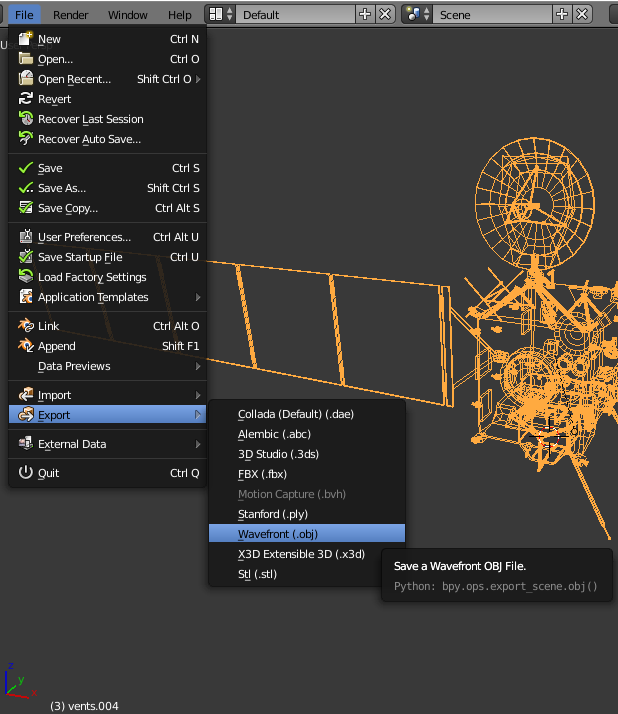 File Render Window Help Default Scene
New Ctrl N
Open... Ctrl O
Open Recent... Shift Ctrl O
Revert
Recover Last Session
Recover Auto Save...
Save Ctrl S
Save As... Shift Ctrl S
Save Copy... Ctrl Alt S
User Preferences... Ctrl Alt U
Save Startup File Ctrl U
Load Factory Settings
Application Templates
Link Ctrl Alt O
Append Shift F1
Data Previews
Import
Export
External Data
Quit Ctrl Q
Collada (Default) (.dae)
Alembic (.abc)
3D Studio (.3ds)
FBX (.fbx)
Motion Capture (.bvh)
Stanford (.ply)
Wavefront (.obj)
X3D Extensible 3D (.x3d)
Stl (.stl)
Save a Wavefront OBJ File.
Python: bpy.ops.export_scene.obj()
z
y
x
(3) vents.004